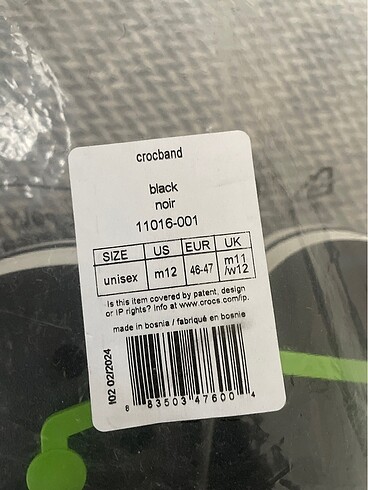 crocband
black
noir
11016-001
SIZE US EUR UK
unisex m12 46-47 m11 /w12
Is this item covered by patent, design
or IP rights? Info at www.crocs.com/ip.
made in bosnia / fabriqué en bosnie
102 02/2024
8 83503 47600 4